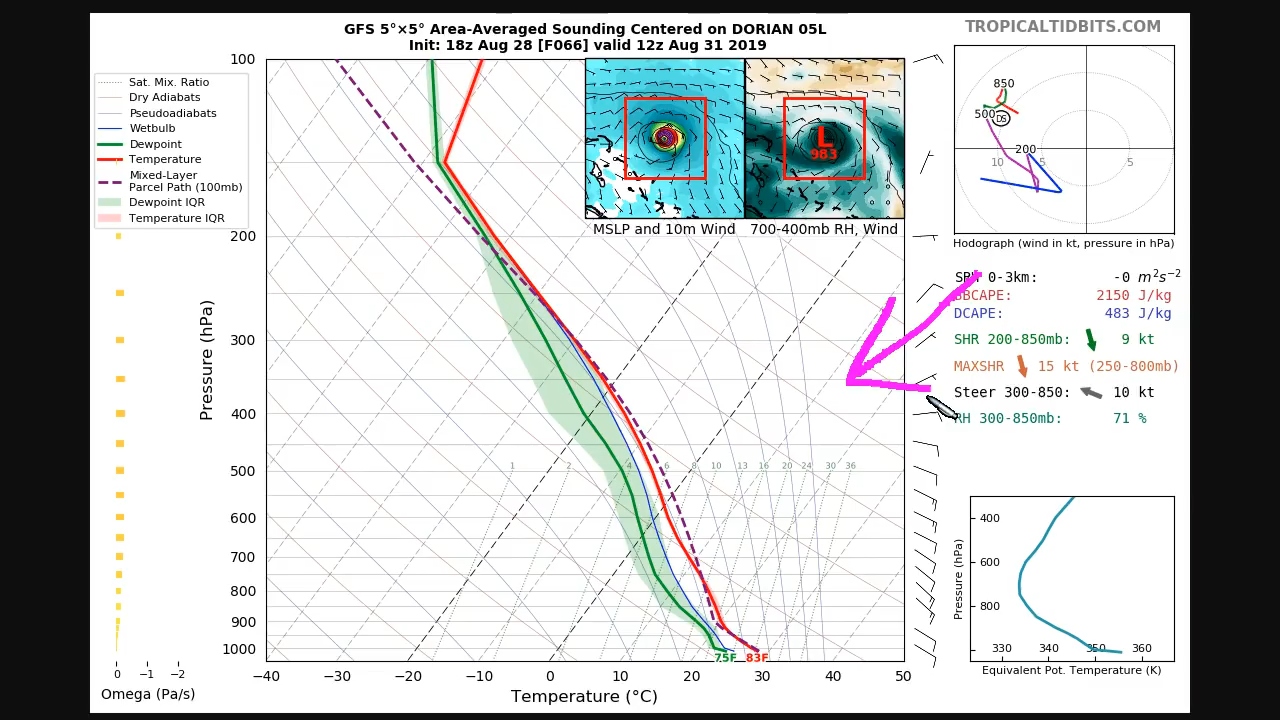 GFS 5°×5° Area-Averaged Sounding Centered on DORIAN 05L
Init: 18z Aug 28 [F066] valid 12z Aug 31 2019
TROPICALTIDBITS.COM
Sat. Mix. Ratio
Dry Adiabats
Pseudoadiabats
Wetbulb
Dewpoint
Temperature
Mixed-Layer
Parcel Path (100mb)
Dewpoint IQR
Temperature IQR
100
200
300
400
500
600
700
800
900
1000
Pressure (hPa)
1 2 4 6 8 10 13 16 20 24 30 36
75F 83F
−40 −30 −20 −10 0 10 20 30 40 50
Temperature (°C)
0 −1 −2
Omega (Pa/s)
L
983
MSLP and 10m Wind
700-400mb RH, Wind
850
500
DS
200
10 5 5
Hodograph (wind in kt, pressure in hPa)
0-3km: -0 m²s⁻²
SBCAPE: 2150 J/kg
DCAPE: 483 J/kg
SHR 200-850mb: 9 kt
MAXSHR 15 kt (250-800mb)
Steer 300-850: 10 kt
RH 300-850mb: 71 %
400
600
800
Pressure (hPa)
330 340 350 360
Equivalent Pot. Temperature (K)